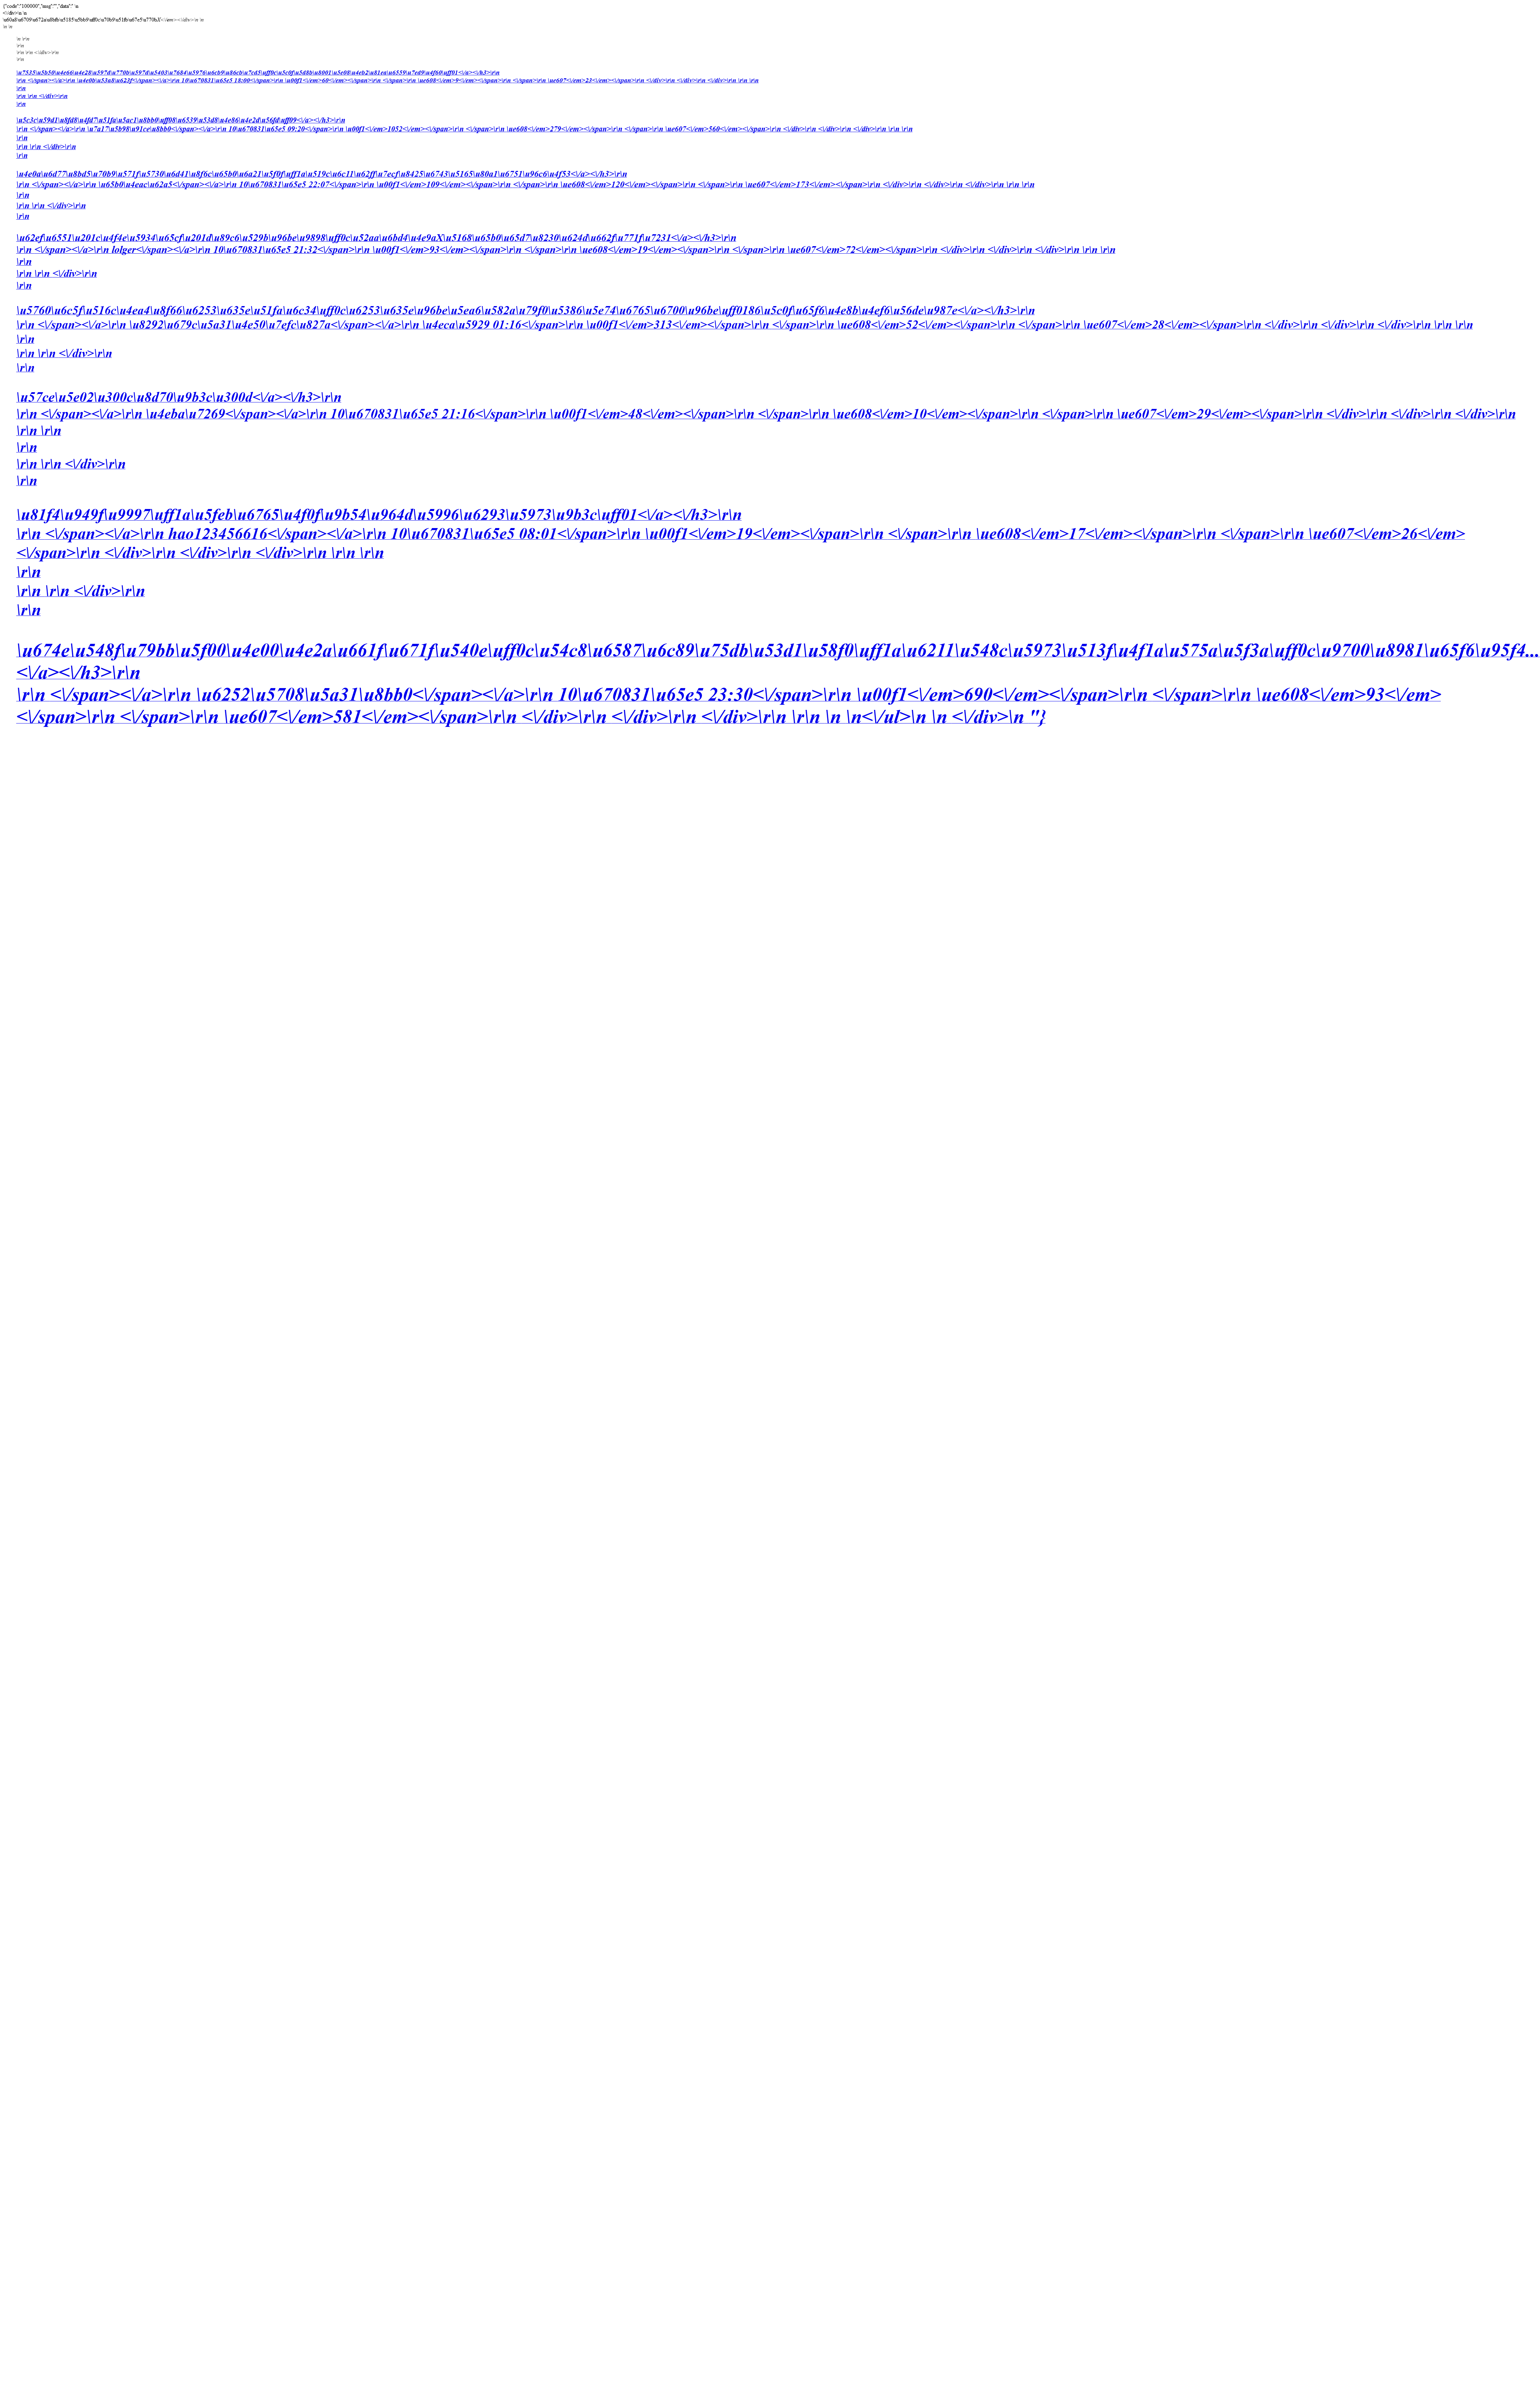 {"code":"100000","msg":"","data":" \n
<\/div>\n \n
\u60a8\u6709\u672a\u8bfb\u5185\u5bb9\uff0c\u70b9\u51fb\u67e5\u770bJ<\/em><\/div>\n \n
\n \n
\n \r\n
\r\n
\r\n \r\n <\/div>\r\n
\r\n
\u7535\u5b50\u4e66\u4e28\u597d\u770b\u597d\u5403\u7684\u5976\u6cb9\u86cb\u7cd5\uff0c\u5c0f\u5d8b\u8001\u5e08\u4eb2\u81ea\u6559\u7ed9\u4f60\uff01<\/a><\/h3>\r\n
\r\n <\/span><\/a>\r\n \u4e0b\u53a8\u623f<\/span><\/a>\r\n 10\u670831\u65e5 18:00<\/span>\r\n \u00f1<\/em>60<\/em><\/span>\r\n <\/span>\r\n \ue608<\/em>9<\/em><\/span>\r\n <\/span>\r\n \ue607<\/em>23<\/em><\/span>\r\n <\/div>\r\n <\/div>\r\n <\/div>\r\n \r\n \r\n
\r\n
\r\n \r\n <\/div>\r\n
\r\n
\u5c3c\u59d1\u8fd8\u4fd7\u51fa\u5ac1\u8bb0\uff08\u6539\u53d8\u4e86\u4e2d\u56fd\uff09<\/a><\/h3>\r\n
\r\n <\/span><\/a>\r\n \u7a17\u5b98\u91ce\u8bb0<\/span><\/a>\r\n 10\u670831\u65e5 09:20<\/span>\r\n \u00f1<\/em>1052<\/em><\/span>\r\n <\/span>\r\n \ue608<\/em>279<\/em><\/span>\r\n <\/span>\r\n \ue607<\/em>560<\/em><\/span>\r\n <\/div>\r\n <\/div>\r\n <\/div>\r\n \r\n \r\n
\r\n
\r\n \r\n <\/div>\r\n
\r\n
\u4e0a\u6d77\u8bd5\u70b9\u571f\u5730\u6d41\u8f6c\u65b0\u6a21\u5f0f\uff1a\u519c\u6c11\u62ff\u7ecf\u8425\u6743\u5165\u80a1\u6751\u96c6\u4f53<\/a><\/h3>\r\n
\r\n <\/span><\/a>\r\n \u65b0\u4eac\u62a5<\/span><\/a>\r\n 10\u670831\u65e5 22:07<\/span>\r\n \u00f1<\/em>109<\/em><\/span>\r\n <\/span>\r\n \ue608<\/em>120<\/em><\/span>\r\n <\/span>\r\n \ue607<\/em>173<\/em><\/span>\r\n <\/div>\r\n <\/div>\r\n <\/div>\r\n \r\n \r\n
\r\n
\r\n \r\n <\/div>\r\n
\r\n
\u62ef\u6551\u201c\u4f4e\u5934\u65cf\u201d\u89c6\u529b\u96be\u9898\uff0c\u52aa\u6bd4\u4e9aX\u5168\u65b0\u65d7\u8230\u624d\u662f\u771f\u7231<\/a><\/h3>\r\n
\r\n <\/span><\/a>\r\n lolger<\/span><\/a>\r\n 10\u670831\u65e5 21:32<\/span>\r\n \u00f1<\/em>93<\/em><\/span>\r\n <\/span>\r\n \ue608<\/em>19<\/em><\/span>\r\n <\/span>\r\n \ue607<\/em>72<\/em><\/span>\r\n <\/div>\r\n <\/div>\r\n <\/div>\r\n \r\n \r\n
\r\n
\r\n \r\n <\/div>\r\n
\r\n
\u5760\u6c5f\u516c\u4ea4\u8f66\u6253\u635e\u51fa\u6c34\uff0c\u6253\u635e\u96be\u5ea6\u582a\u79f0\u5386\u5e74\u6765\u6700\u96be\uff0186\u5c0f\u65f6\u4e8b\u4ef6\u56de\u987e<\/a><\/h3>\r\n
\r\n <\/span><\/a>\r\n \u8292\u679c\u5a31\u4e50\u7efc\u827a<\/span><\/a>\r\n \u4eca\u5929 01:16<\/span>\r\n \u00f1<\/em>313<\/em><\/span>\r\n <\/span>\r\n \ue608<\/em>52<\/em><\/span>\r\n <\/span>\r\n \ue607<\/em>28<\/em><\/span>\r\n <\/div>\r\n <\/div>\r\n <\/div>\r\n \r\n \r\n
\r\n
\r\n \r\n <\/div>\r\n
\r\n
\u57ce\u5e02\u300c\u8d70\u9b3c\u300d<\/a><\/h3>\r\n
\r\n <\/span><\/a>\r\n \u4eba\u7269<\/span><\/a>\r\n 10\u670831\u65e5 21:16<\/span>\r\n \u00f1<\/em>48<\/em><\/span>\r\n <\/span>\r\n \ue608<\/em>10<\/em><\/span>\r\n <\/span>\r\n \ue607<\/em>29<\/em><\/span>\r\n <\/div>\r\n <\/div>\r\n <\/div>\r\n
\r\n \r\n
\r\n
\r\n \r\n <\/div>\r\n
\r\n
\u81f4\u949f\u9997\uff1a\u5feb\u6765\u4f0f\u9b54\u964d\u5996\u6293\u5973\u9b3c\uff01<\/a><\/h3>\r\n
\r\n <\/span><\/a>\r\n hao123456616<\/span><\/a>\r\n 10\u670831\u65e5 08:01<\/span>\r\n \u00f1<\/em>19<\/em><\/span>\r\n <\/span>\r\n \ue608<\/em>17<\/em><\/span>\r\n <\/span>\r\n \ue607<\/em>26<\/em>
<\/span>\r\n <\/div>\r\n <\/div>\r\n <\/div>\r\n \r\n \r\n
\r\n
\r\n \r\n <\/div>\r\n
\r\n
\u674e\u548f\u79bb\u5f00\u4e00\u4e2a\u661f\u671f\u540e\uff0c\u54c8\u6587\u6c89\u75db\u53d1\u58f0\uff1a\u6211\u548c\u5973\u513f\u4f1a\u575a\u5f3a\uff0c\u9700\u8981\u65f6\u95f4...
<\/a><\/h3>\r\n
\r\n <\/span><\/a>\r\n \u6252\u5708\u5a31\u8bb0<\/span><\/a>\r\n 10\u670831\u65e5 23:30<\/span>\r\n \u00f1<\/em>690<\/em><\/span>\r\n <\/span>\r\n \ue608<\/em>93<\/em>
<\/span>\r\n <\/span>\r\n \ue607<\/em>581<\/em><\/span>\r\n <\/div>\r\n <\/div>\r\n <\/div>\r\n \r\n \n \n<\/ul>\n \n <\/div>\n "}